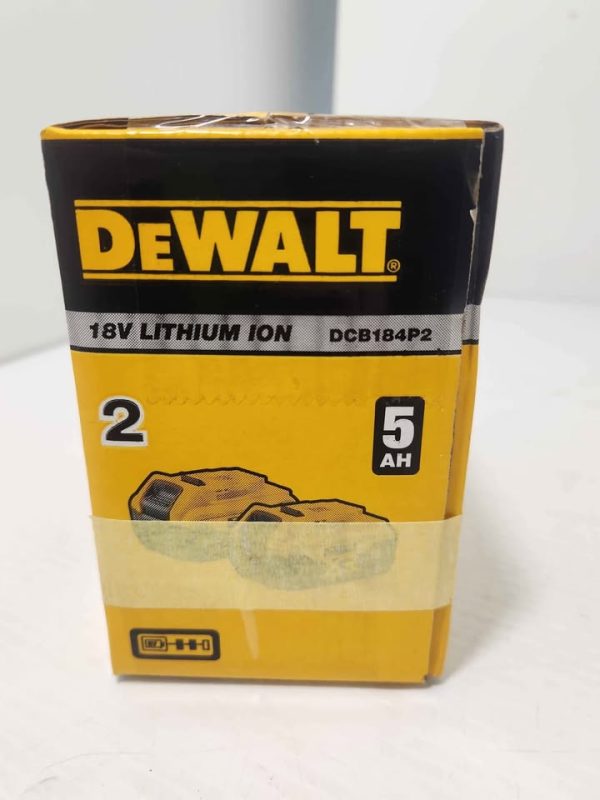 DEWALT®
18V LITHIUM ION DCB184P2
2
5
AH